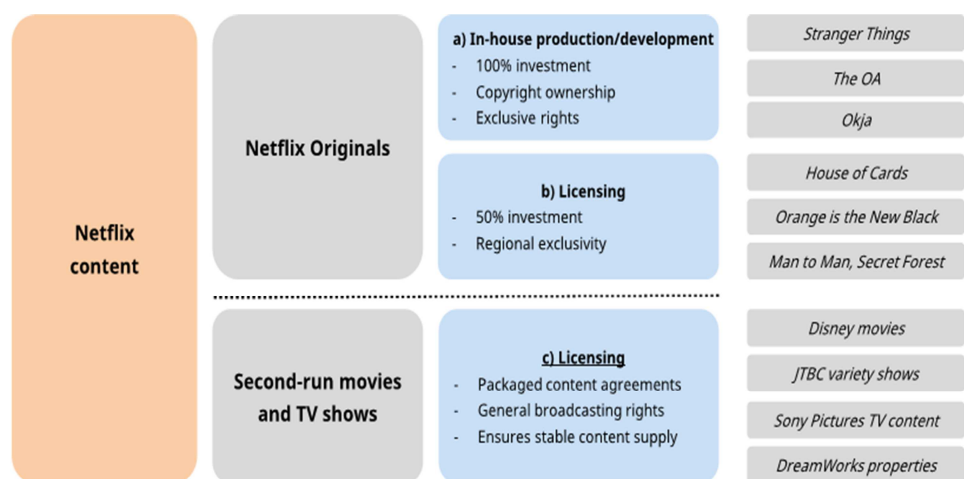 Netflix
content
Netflix Originals
a) In-house production/development
- 100% investment
- Copyright ownership
- Exclusive rights
Stranger Things
The OA
Okja
b) Licensing
- 50% investment
- Regional exclusivity
House of Cards
Orange is the New Black
Man to Man, Secret Forest
Second-run movies
and TV shows
c) Licensing
- Packaged content agreements
- General broadcasting rights
- Ensures stable content supply
Disney movies
JTBC variety shows
Sony Pictures TV content
DreamWorks properties